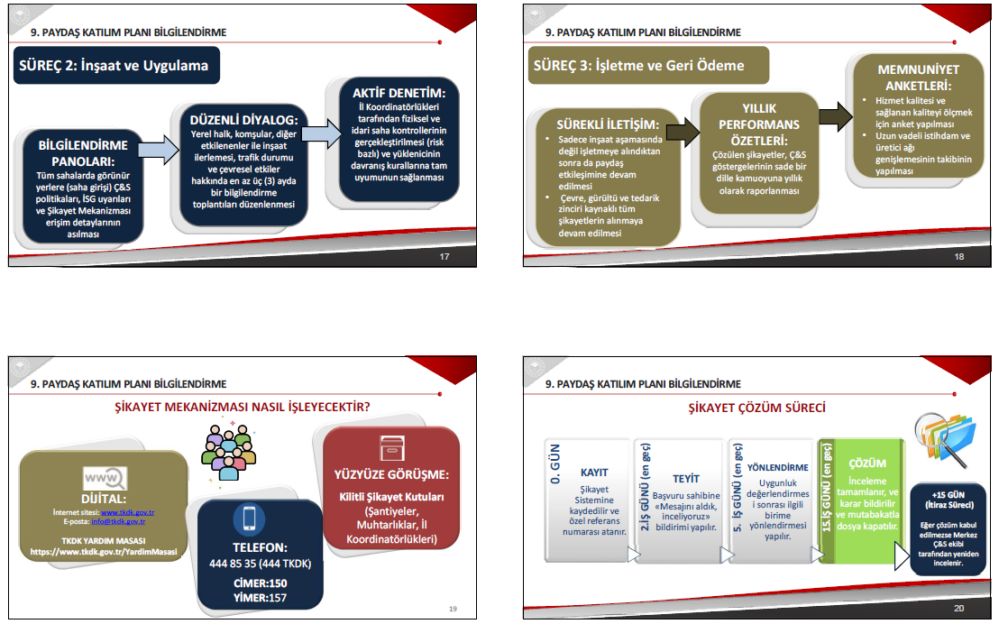 9. PAYDAŞ KATILIM PLANI BİLGİLENDİRME
SÜREÇ 2: İnşaat ve Uygulama
BİLGİLENDİRME
PANOLARI:
Tüm sahalarda görünür
yerlere (saha girişi) Ç&S
politikaları, İSG uyarıları
ve Şikayet Mekanizması
erişim detaylarının
asılması
DÜZENLİ DİYALOG:
Yerel halk, komşular, diğer
etkilenenler ile inşaat
ilerlemesi, trafik durumu
ve çevresel etkiler
hakkında en az üç (3) ayda
bir bilgilendirme
toplantıları düzenlenmesi
AKTİF DENETİM:
İl Koordinatörlükleri
tarafından fiziksel ve
idari saha kontrollerinin
gerçekleştirilmesi (risk
bazlı) ve yüklenicinin
davranış kurallarına tam
uyumunun sağlanması
17
9. PAYDAŞ KATILIM PLANI BİLGİLENDİRME
SÜREÇ 3: İşletme ve Geri Ödeme
SÜREKLİ İLETİŞİM:
• Sadece inşaat aşamasında
değil işletmeye alındıktan
sonra da paydaş
etkileşimine devam
edilmesi
• Çevre, gürültü ve tedarik
zinciri kaynaklı tüm
şikayetlerin alınmaya
devam edilmesi
YILLIK
PERFORMANS
ÖZETLERİ:
Çözülen şikayetler, Ç&S
göstergelerinin sade bir
dille kamuoyuna yıllık
olarak raporlanması
MEMNUNİYET
ANKETLERİ:
• Hizmet kalitesi ve
sağlanan kaliteyi ölçmek
için anket yapılması
• Uzun vadeli istihdam ve
üretici ağı
genişlemesinin takibinin
yapılması
18
9. PAYDAŞ KATILIM PLANI BİLGİLENDİRME
ŞİKAYET MEKANİZMASI NASIL İŞLEYECEKTİR?
www
DİJİTAL:
İnternet sitesi: www.tkdk.gov.tr
E-posta: info@tkdk.gov.tr
TKDK YARDIM MASASI
https://www.tkdk.gov.tr/YardimMasasi
TELEFON:
444 85 35 (444 TKDK)
CİMER:150
YİMER:157
YÜZYÜZE GÖRÜŞME:
Kilitli Şikayet Kutuları
(Şantiyeler,
Muhtarlıklar, İl
Koordinatörlükleri)
19
9. PAYDAŞ KATILIM PLANI BİLGİLENDİRME
ŞİKAYET ÇÖZÜM SÜRECİ
0. GÜN
KAYIT
Şikayet
Sistemine
kaydedilir ve
özel referans
numarası atanır.
2.İŞ GÜNÜ (en geç)
TEYİT
Başvuru sahibine
«Mesajını aldık,
inceliyoruz»
bildirimi yapılır.
5. İŞ GÜNÜ (en geç)
YÖNLENDİRME
Uygunluk
değerlendirmes
i sonrası ilgili
birime
yönlendirmesi
yapılır.
15.İŞ GÜNÜ (en geç)
ÇÖZÜM
İnceleme
tamamlanır, ve
karar bildirilir
ve mutabakatla
dosya kapatılır.
+15 GÜN
(İtiraz Süreci)
Eğer çözüm kabul
edilmezse Merkez
Ç&S ekibi
tarafından yeniden
incelenir.
20